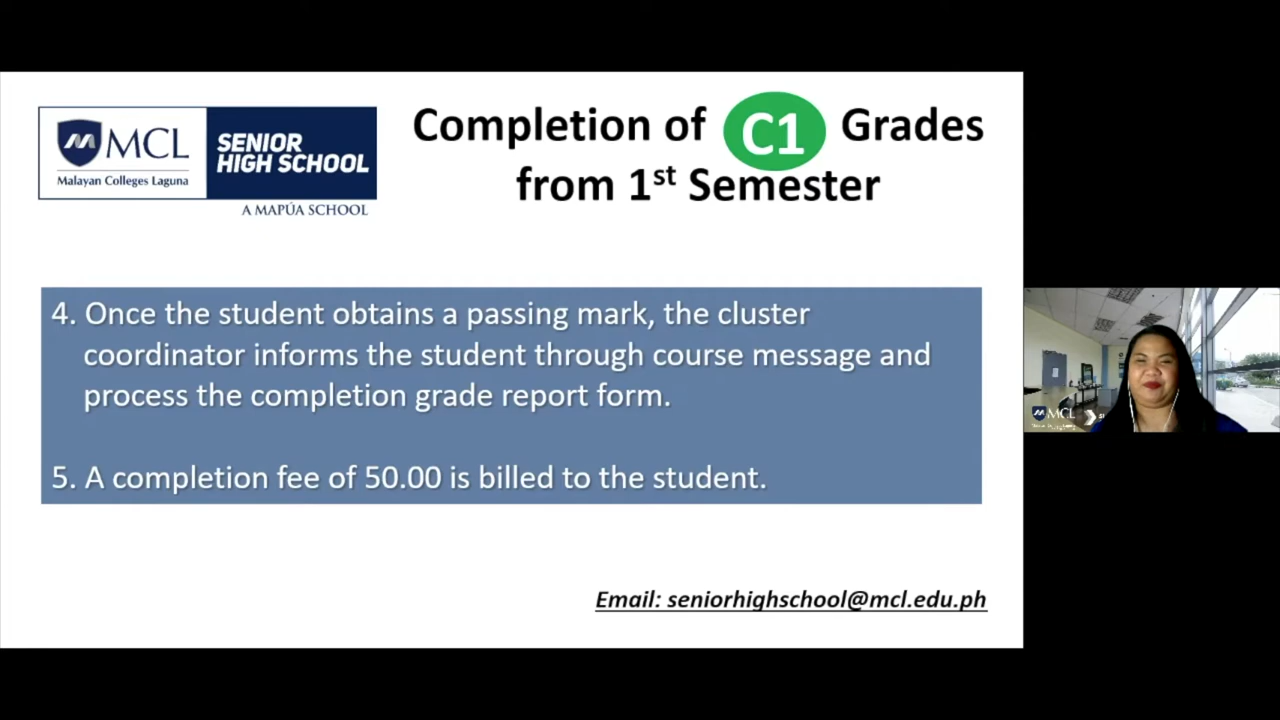 MCL
Malayan Colleges Laguna
SENIOR
HIGH SCHOOL
A MAPÚA SCHOOL
Completion of C1 Grades
from 1st Semester
4. Once the student obtains a passing mark, the cluster
coordinator informs the student through course message and
process the completion grade report form.
5. A completion fee of 50.00 is billed to the student.
Email: seniorhighschool@mcl.edu.ph
MCL